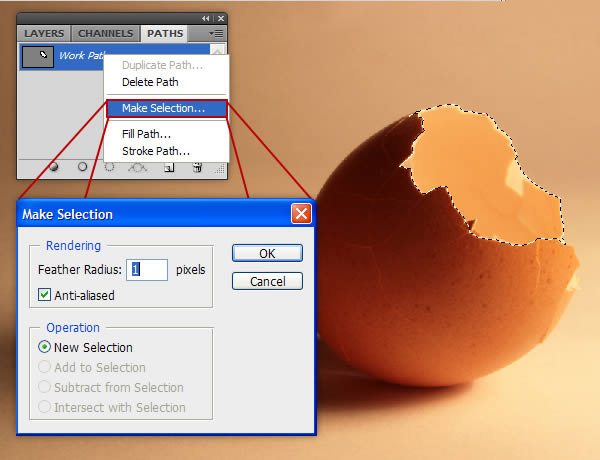 LAYERS CHANNELS PATHS
Work Path
Duplicate Path...
Delete Path
Make Selection...
Fill Path...
Stroke Path...
Make Selection
Rendering
Feather Radius: 1 pixels
Anti-aliased
OK
Cancel
Operation
New Selection
Add to Selection
Subtract from Selection
Intersect with Selection